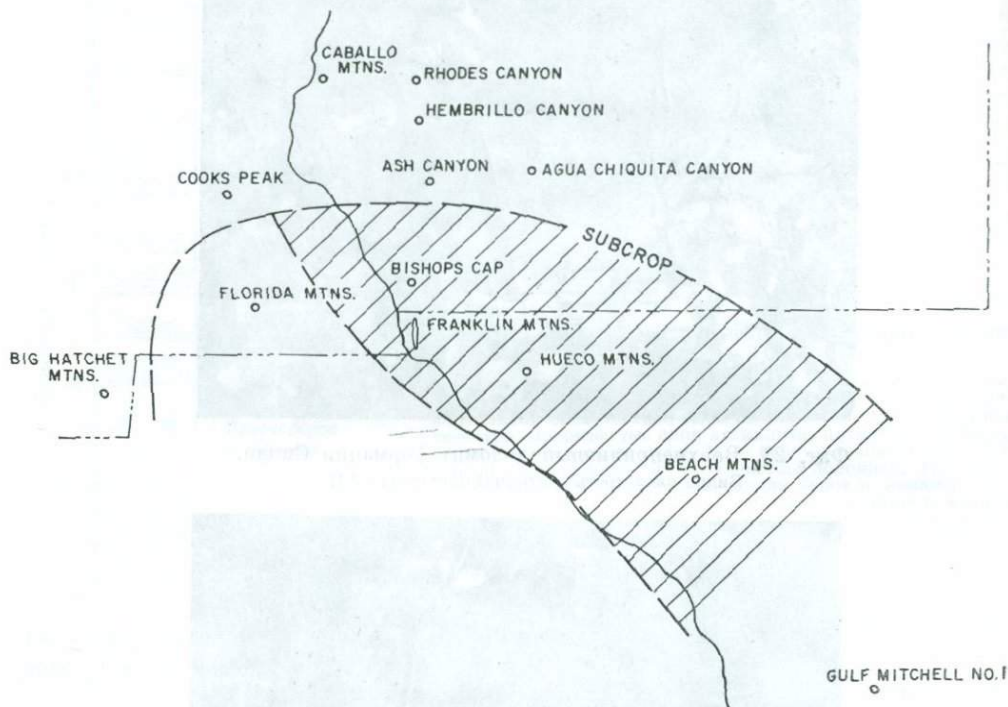 CABALLO
MTNS.
RHODES CANYON
HEMBRILLO CANYON
ASH CANYON
AGUA CHIQUITA CANYON
COOKS PEAK
SUBCROP
BISHOPS CAP
FLORIDA MTNS.
FRANKLIN MTNS.
BIG HATCHET
MTNS.
HUECO MTNS.
BEACH MTNS.
GULF MITCHELL NO. 1